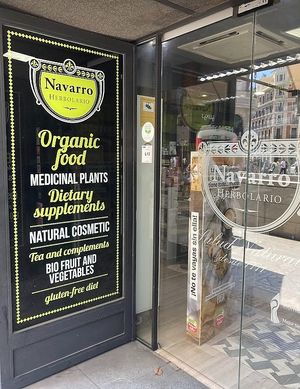 Navarro
HERBOLARIO
Organic
food
MEDICINAL PLANTS
Dietary
supplements
NATURAL COSMETIC
Tea and complements
BIO FRUIT AND
VEGETABLES
gluten-free diet
Navarro
HERBOLARIO
¡No te vayas sin ella!